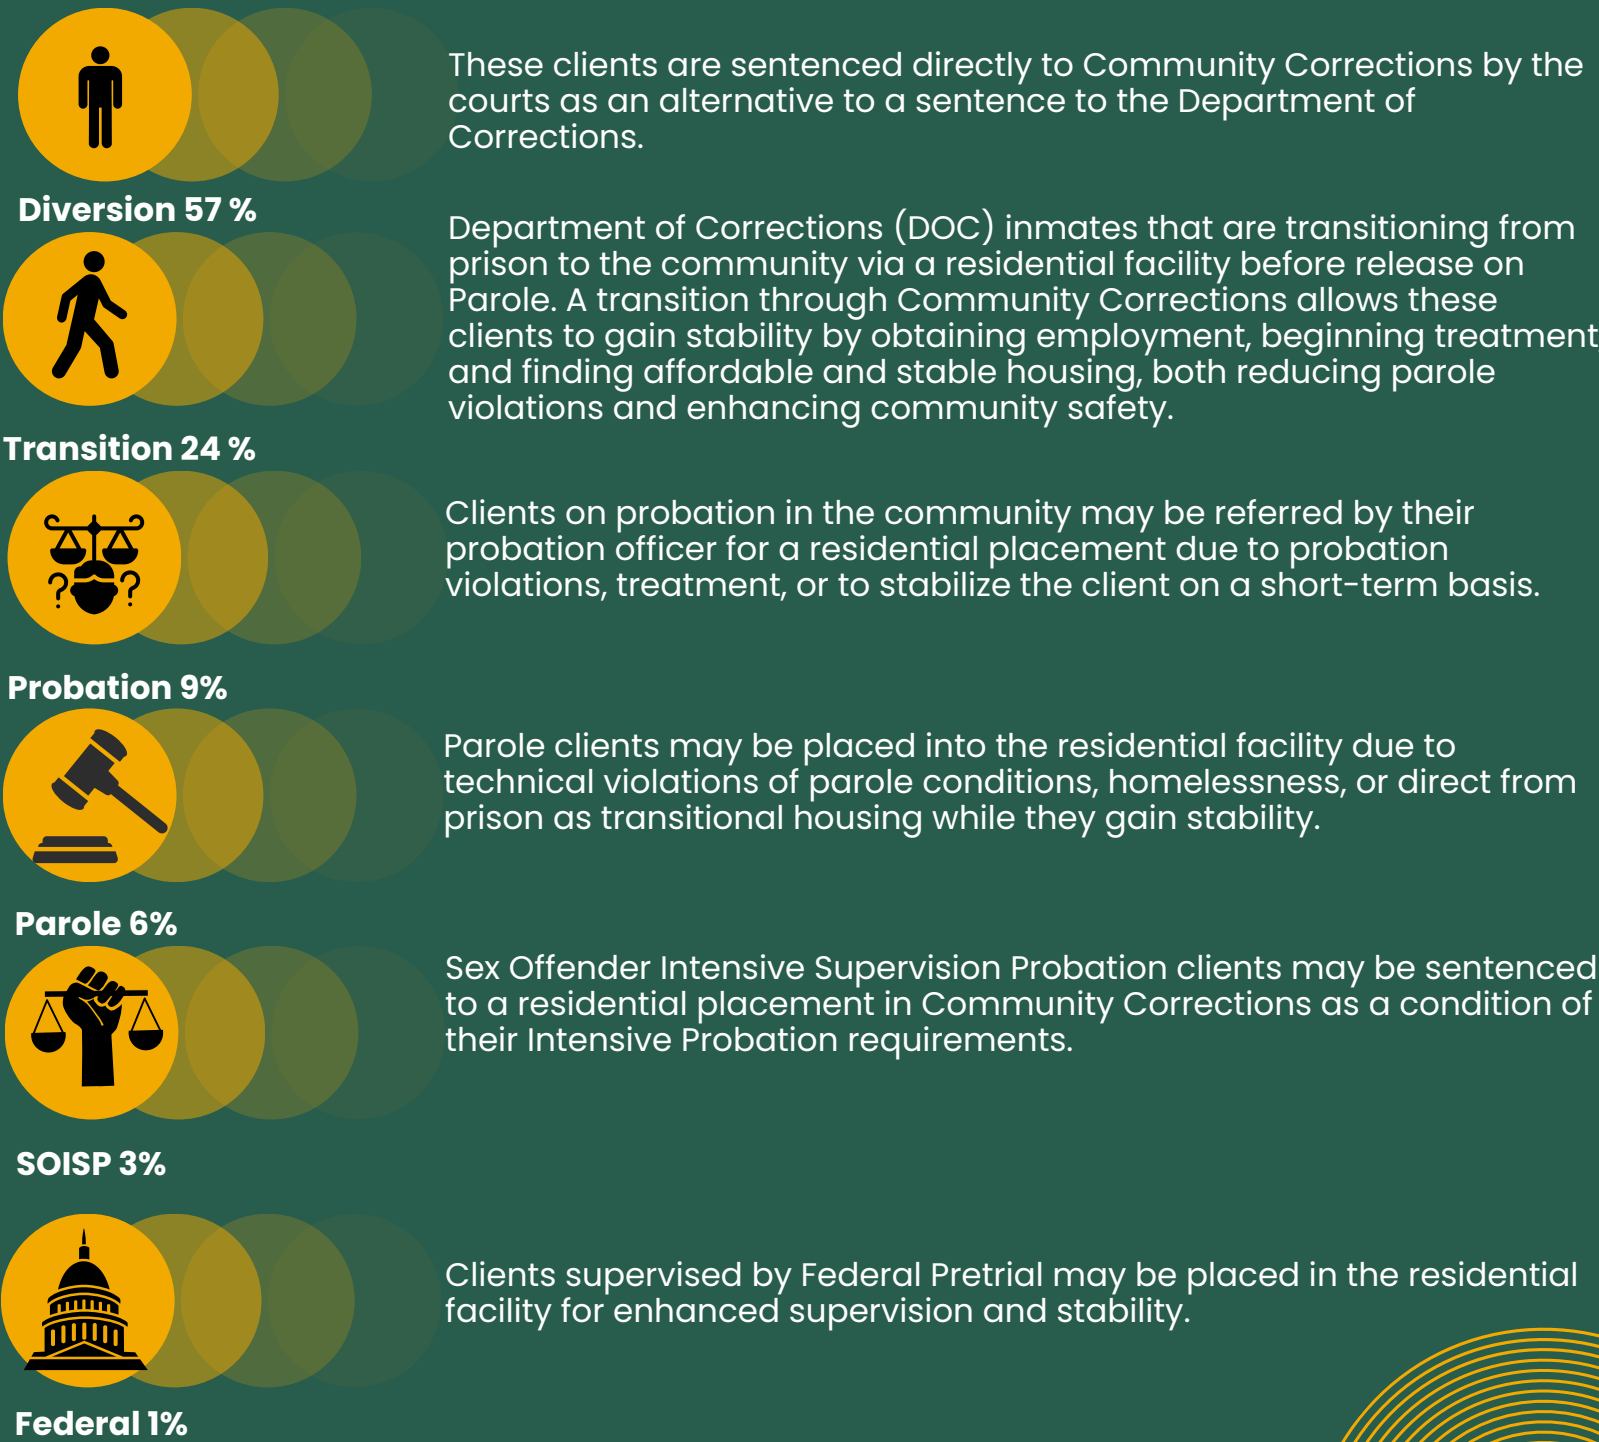 These clients are sentenced directly to Community Corrections by the
courts as an alternative to a sentence to the Department of
Corrections.
Diversion 57 %
Department of Corrections (DOC) inmates that are transitioning from
prison to the community via a residential facility before release on
Parole. A transition through Community Corrections allows these
clients to gain stability by obtaining employment, beginning treatment
and finding affordable and stable housing, both reducing parole
violations and enhancing community safety.
Transition 24 %
Clients on probation in the community may be referred by their
probation officer for a residential placement due to probation
violations, treatment, or to stabilize the client on a short-term basis.
Probation 9%
Parole clients may be placed into the residential facility due to
technical violations of parole conditions, homelessness, or direct from
prison as transitional housing while they gain stability.
Parole 6%
Sex Offender Intensive Supervision Probation clients may be sentenced
to a residential placement in Community Corrections as a condition of
their Intensive Probation requirements.
SOISP 3%
Clients supervised by Federal Pretrial may be placed in the residential
facility for enhanced supervision and stability.
Federal 1%